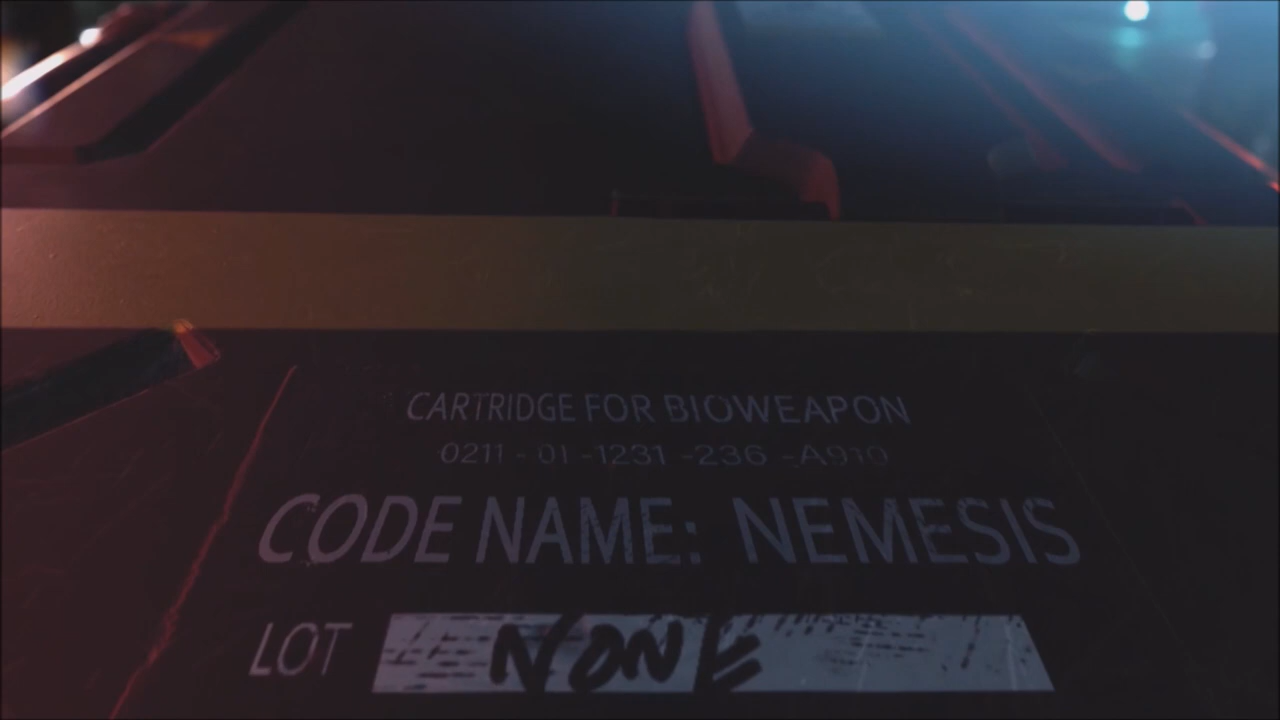 CARTRIDGE FOR BIOWEAPON
0211 - 01 -1231 -236 -A910
CODE NAME: NEMESIS
LOT NONE